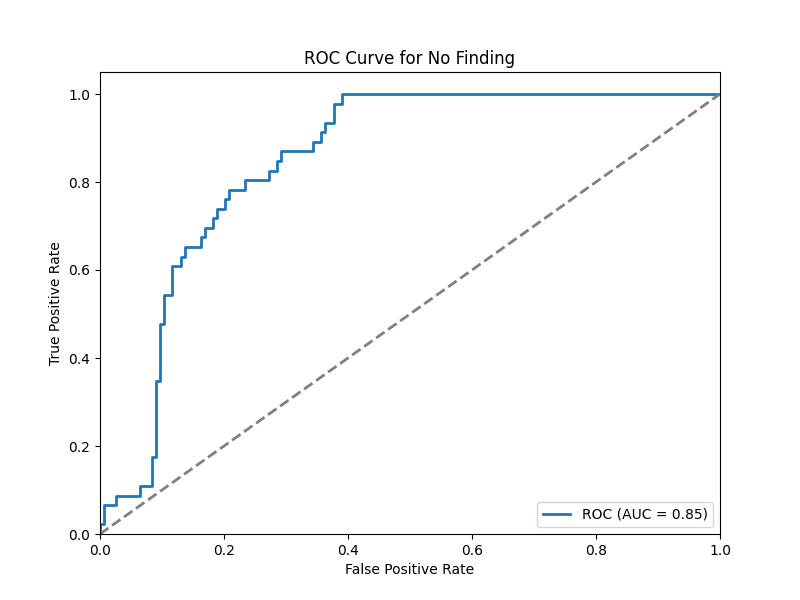 ROC Curve for No Finding
True Positive Rate
1.0
0.8
0.6
0.4
0.2
0.0
0.0 0.2 0.4 0.6 0.8 1.0
False Positive Rate
ROC (AUC = 0.85)